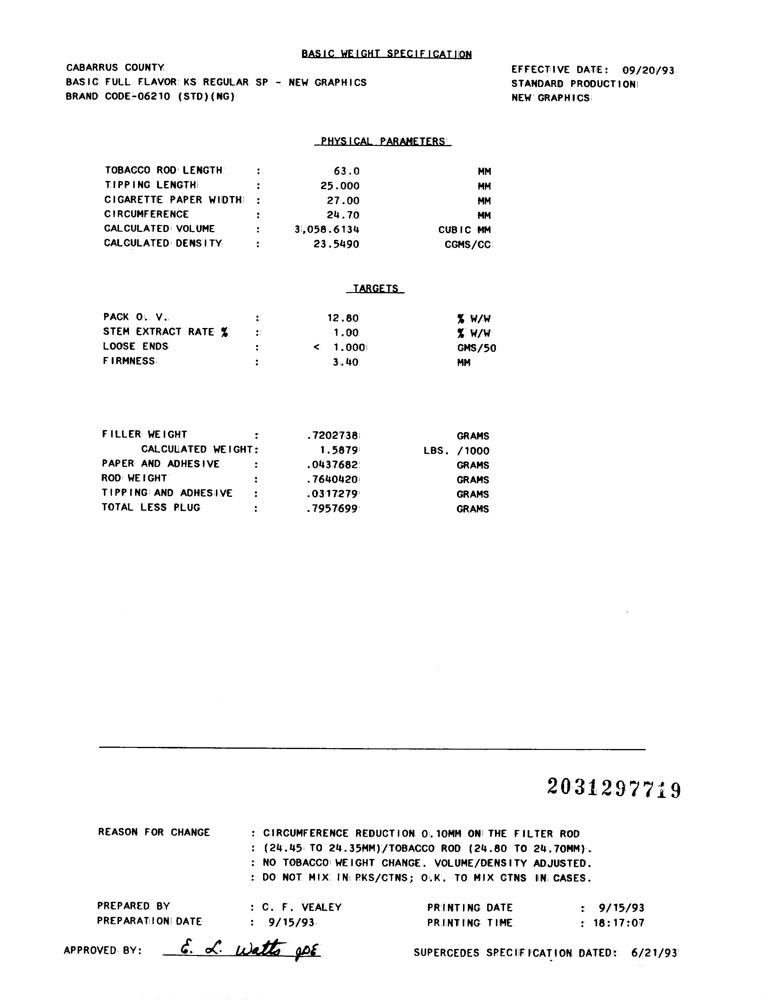 BASIC WEIGHT SPECIFICATION
CABARRUS COUNTY EFFECTIVE DATE: 09/20/93
BASIC FULL FLAVOR KS REGULAR SP - NEW GRAPHICS STANDARD PRODUCTION
BRAND CODE-06210 (STD)(NG) NEW GRAPHICS
PHYSICAL PARAMETERS
TOBACCO ROD LENGTH : 63.0 MM
TIPPING LENGTH : 25.000 MM
CIGARETTE PAPER WIDTH : 27.00 MM
CIRCUMFERENCE : 24.70 MM
CALCULATED VOLUME : 3,058.6134 CUBIC MM
CALCULATED DENSITY : 23.5490 CGMS/CC
TARGETS
PACK O. V. : 12.80 % W/W
STEM EXTRACT RATE % : 1.00 % W/W
LOOSE ENDS : < 1.000 GMS/50
FIRMNESS : 3.40 MM
FILLER WEIGHT : .7202738 GRAMS
CALCULATED WEIGHT: 1.5879 LBS. /1000
PAPER AND ADHESIVE : .0437682 GRAMS
ROD WEIGHT : .7640420 GRAMS
TIPPING AND ADHESIVE : .0317279 GRAMS
TOTAL LESS PLUG : .7957699 GRAMS
2031297719
REASON FOR CHANGE : CIRCUMFERENCE REDUCTION 0.10MM ON THE FILTER ROD
: (24.45 TO 24.35MM)/TOBACCO ROD (24.80 TO 24.70MM).
: NO TOBACCO WEIGHT CHANGE. VOLUME/DENSITY ADJUSTED.
: DO NOT MIX IN PKS/CTNS; O.K. TO MIX CTNS IN CASES.
PREPARED BY : C. F. VEALEY PRINTING DATE : 9/15/93
PREPARATION DATE : 9/15/93 PRINTING TIME : 18:17:07
APPROVED BY: E. L. Watts SUPERCEDES SPECIFICATION DATED: 6/21/93